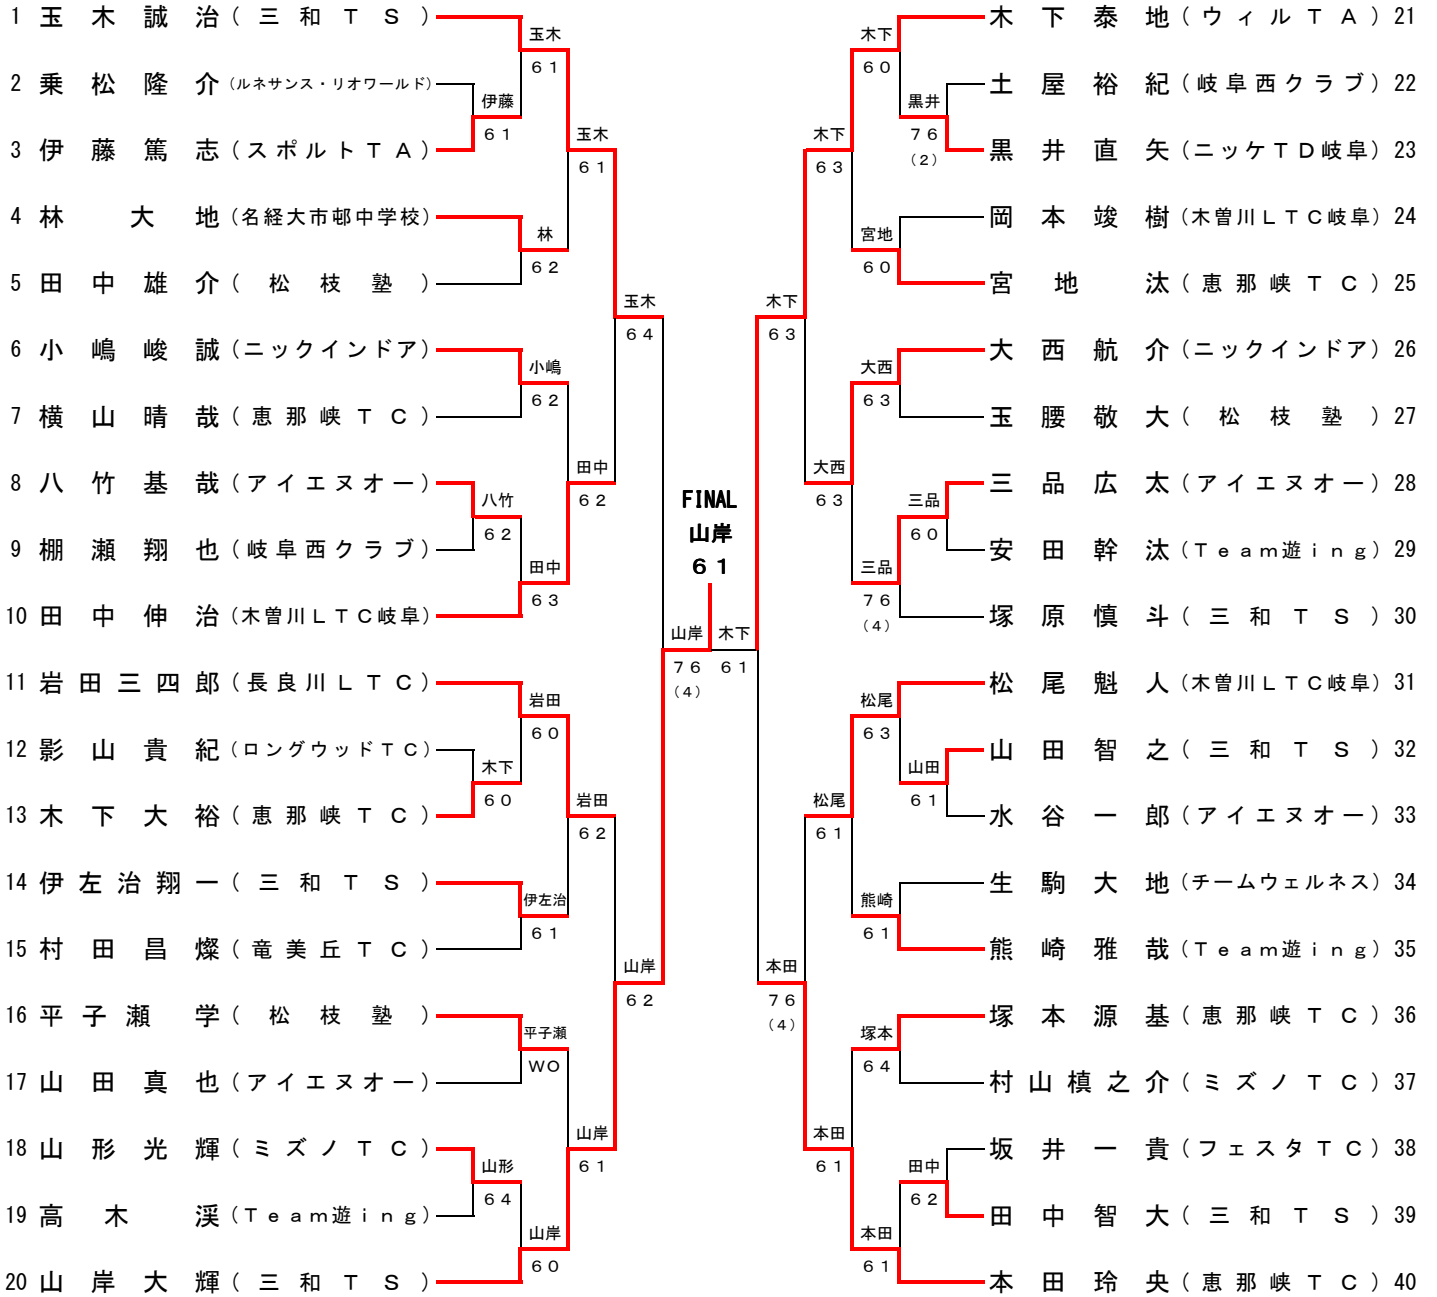 1 玉木誠治 (三和TS)
2 乗松隆介 (ルネサンス・リオワールド)
3 伊藤篤志 (スポルトTA)
4 林大地 (名経大市邨中学校)
5 田中雄介 (松枝塾)
6 小嶋峻誠 (ニックインドア)
7 横山晴哉 (恵那峡TC)
8 八竹基哉 (アイエヌオー)
9 棚瀬翔也 (岐阜西クラブ)
10 田中伸治 (木曽川LTC岐阜)
11 岩田三四郎 (長良川LTC)
12 影山貴紀 (ロングウッドTC)
13 木下大裕 (恵那峡TC)
14 伊左治翔一 (三和TS)
15 村田昌燦 (竜美丘TC)
16 平子瀬学 (松枝塾)
17 山田真也 (アイエヌオー)
18 山形光輝 (ミズノTC)
19 高木渓 (Team遊ing)
20 山岸大輝 (三和TS)
伊藤
61
八竹
62
木下
60
山形
64
玉木
61
林
62
小嶋
62
田中
63
岩田
60
伊左治
61
平子瀬
WO
山岸
60
玉木
61
田中
62
岩田
62
山岸
61
玉木
64
山岸
62
山岸
76
(4)
FINAL
山岸
61
木下
61
木下
63
本田
76
(4)
木下
63
大西
63
松尾
61
本田
61
木下
60
宮地
60
大西
63
三品
76
(4)
松尾
63
熊崎
61
塚本
64
本田
61
黒井
76
(2)
三品
60
山田
61
田中
62
木下泰地 (ウィルTA) 21
土屋裕紀 (岐阜西クラブ) 22
黒井直矢 (ニッケTD岐阜) 23
岡本竣樹 (木曽川LTC岐阜) 24
宮地汰 (恵那峡TC) 25
大西航介 (ニックインドア) 26
玉腰敬大 (松枝塾) 27
三品広太 (アイエヌオー) 28
安田幹汰 (Team遊ing) 29
塚原慎斗 (三和TS) 30
松尾魁人 (木曽川LTC岐阜) 31
山田智之 (三和TS) 32
水谷一郎 (アイエヌオー) 33
生駒大地 (チームウェルネス) 34
熊崎雅哉 (Team遊ing) 35
塚本源基 (恵那峡TC) 36
村山槙之介 (ミズノTC) 37
坂井一貴 (フェスタTC) 38
田中智大 (三和TS) 39
本田玲央 (恵那峡TC) 40